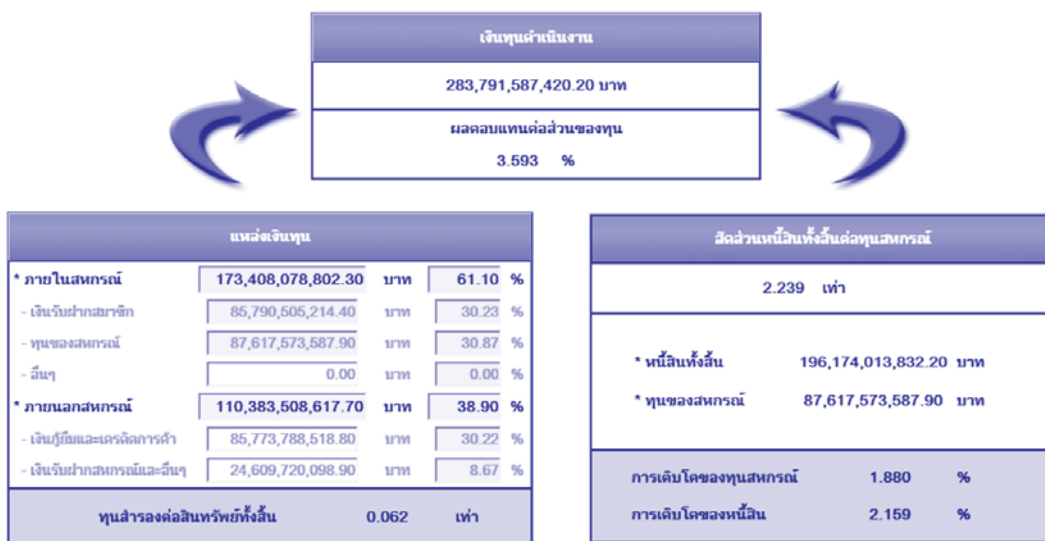 เงินทุนดำเนินงาน
283,791,587,420.20 บาท
ผลตอบแทนต่อส่วนของทุน
3.593 %
แหล่งเงินทุน
* ภายในสหกรณ์ 173,408,078,802.30 บาท 61.10 %
- เงินรับฝากสมาชิก 85,790,505,214.40 บาท 30.23 %
- ทุนของสหกรณ์ 87,617,573,587.90 บาท 30.87 %
- อื่นๆ 0.00 บาท 0.00 %
* ภายนอกสหกรณ์ 110,383,508,617.70 บาท 38.90 %
- เงินกู้ยืมและเครดิตการค้า 85,773,788,518.80 บาท 30.22 %
- เงินรับฝากสหกรณ์และอื่นๆ 24,609,720,098.90 บาท 8.67 %
ทุนสำรองต่อสินทรัพย์ทั้งสิ้น 0.062 เท่า
สัดส่วนหนี้สินทั้งสิ้นต่อทุนสหกรณ์
2.239 เท่า
* หนี้สินทั้งสิ้น 196,174,013,832.20 บาท
* ทุนของสหกรณ์ 87,617,573,587.90 บาท
การเติบโตของทุนสหกรณ์ 1.880 %
การเติบโตของหนี้สิน 2.159 %